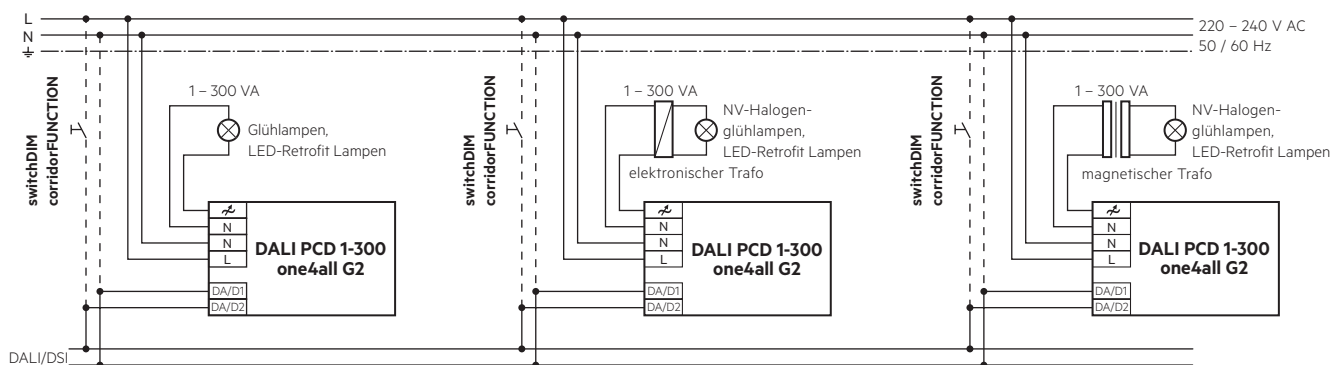 L
N
220 – 240 V AC
50 / 60 Hz
switchDIM
corridorFUNCTION
1 – 300 VA
Glühlampen,
LED-Retrofit Lampen
N
N
L
DA/D1
DA/D2
DALI PCD 1-300
one4all G2
switchDIM
corridorFUNCTION
1 – 300 VA
NV-Halogen-
glühlampen,
LED-Retrofit Lampen
elektronischer Trafo
N
N
L
DA/D1
DA/D2
DALI PCD 1-300
one4all G2
switchDIM
corridorFUNCTION
1 – 300 VA
NV-Halogen-
glühlampen,
LED-Retrofit Lampen
magnetischer Trafo
N
N
L
DA/D1
DA/D2
DALI PCD 1-300
one4all G2
DALI/DSI